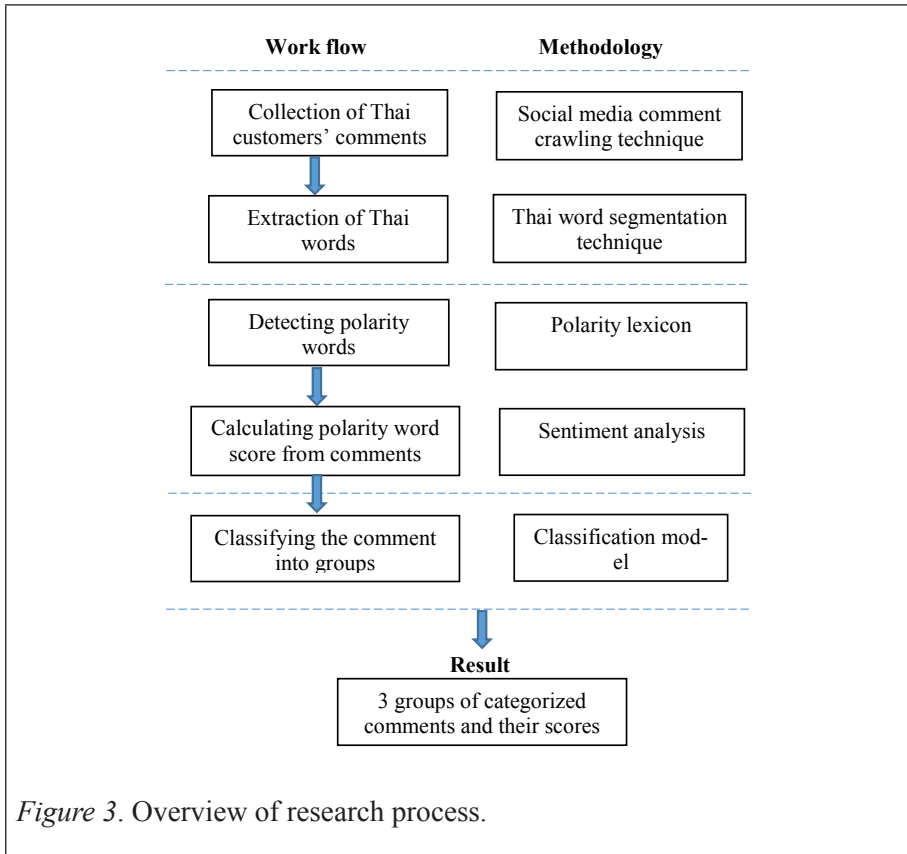 Work flow
Methodology
Collection of Thai
customers’ comments
Social media comment
crawling technique
Extraction of Thai
words
Thai word segmentation
technique
Detecting polarity
words
Polarity lexicon
Calculating polarity word
score from comments
Sentiment analysis
Classifying the comment
into groups
Classification mod-
el
Result
3 groups of categorized
comments and their scores
Figure 3. Overview of research process.